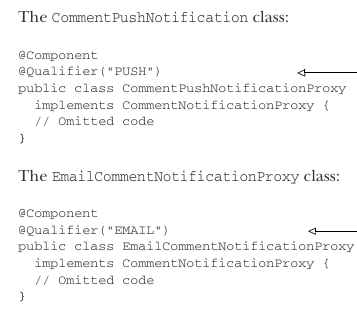 The CommentPushNotification class:
@Component
@Qualifier("PUSH")
public class CommentPushNotificationProxy
implements CommentNotificationProxy {
// Omitted code
}
The EmailCommentNotificationProxy class:
@Component
@Qualifier("EMAIL")
public class EmailCommentNotificationProxy
implements CommentNotificationProxy {
// Omitted code
}